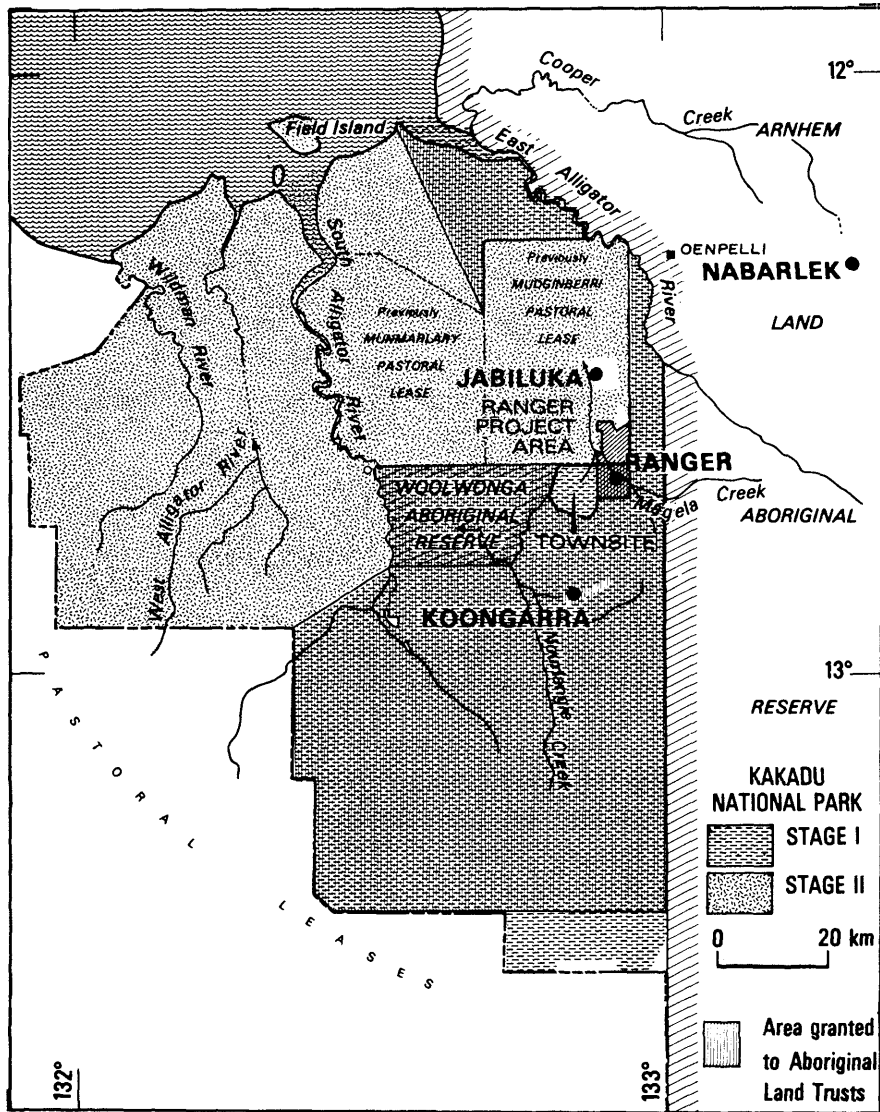 12°
Cooper
Creek
ARNHEM
Field Island
East
Alligator
River
OENPELLI
NABARLEK
LAND
South
Alligator
River
Wildman
River
Previously
MUNMARLARY
PASTORAL
LEASE
Previously
MUDGINBERRI
PASTORAL
LEASE
JABILUKA
RANGER
PROJECT
AREA
RANGER
Magela
Creek
ABORIGINAL
West Alligator River
WOOLWONGA
ABORIGINAL
RESERVE
TOWNSITE
KOONGARRA
Nourlangie
Creek
13°
RESERVE
PASTORAL
LEASES
KAKADU
NATIONAL PARK
STAGE I
STAGE II
0 20 km
Area granted
to Aboriginal
Land Trusts
132°
133°